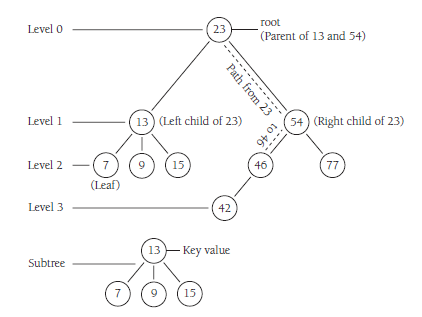 Level 0
23
root
(Parent of 13 and 54)
Path from 23
to 46
Level 1
13
(Left child of 23)
54
(Right child of 23)
Level 2
7
9
15
46
77
(Leaf)
Level 3
42
13
Key value
Subtree
7
9
15